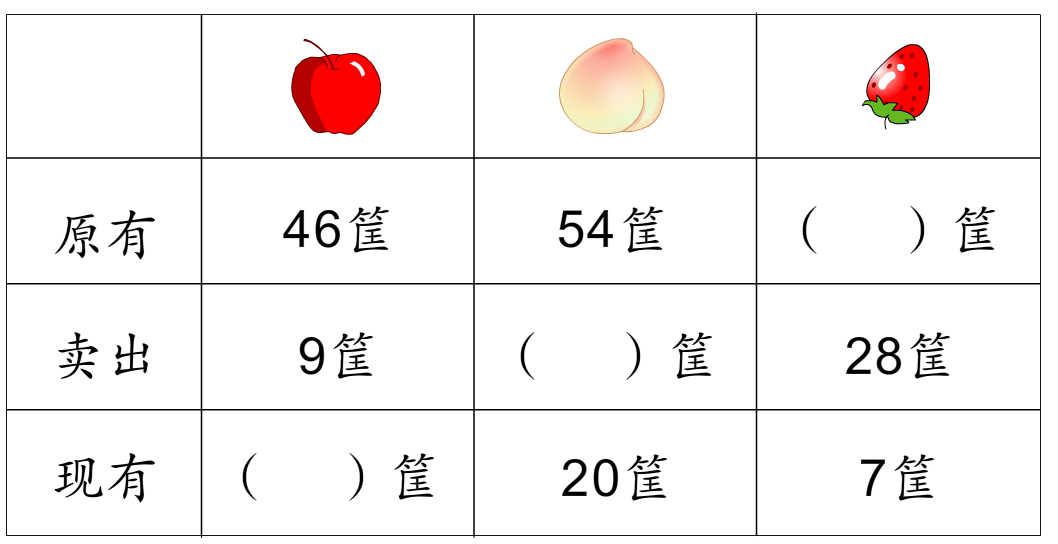 原有 46筐 54筐 ( ) 筐
卖出 9筐 ( ) 筐 28筐
现有 ( ) 筐 20筐 7筐